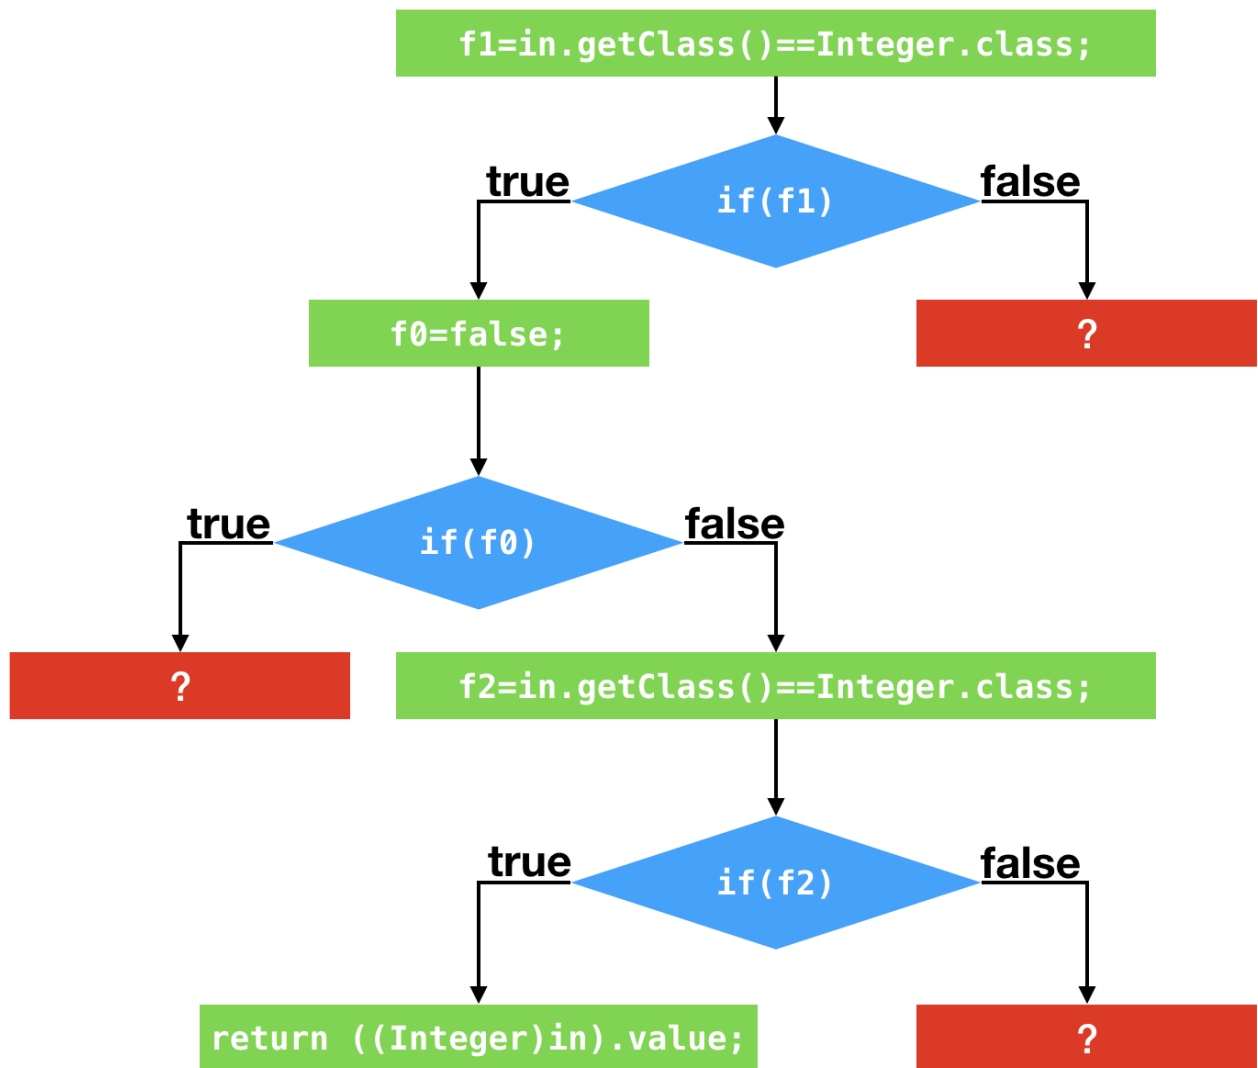 f1=in.getClass()==Integer.class;
if(f1)
true
false
f0=false;
?
if(f0)
true
false
?
f2=in.getClass()==Integer.class;
if(f2)
true
false
return ((Integer)in).value;
?